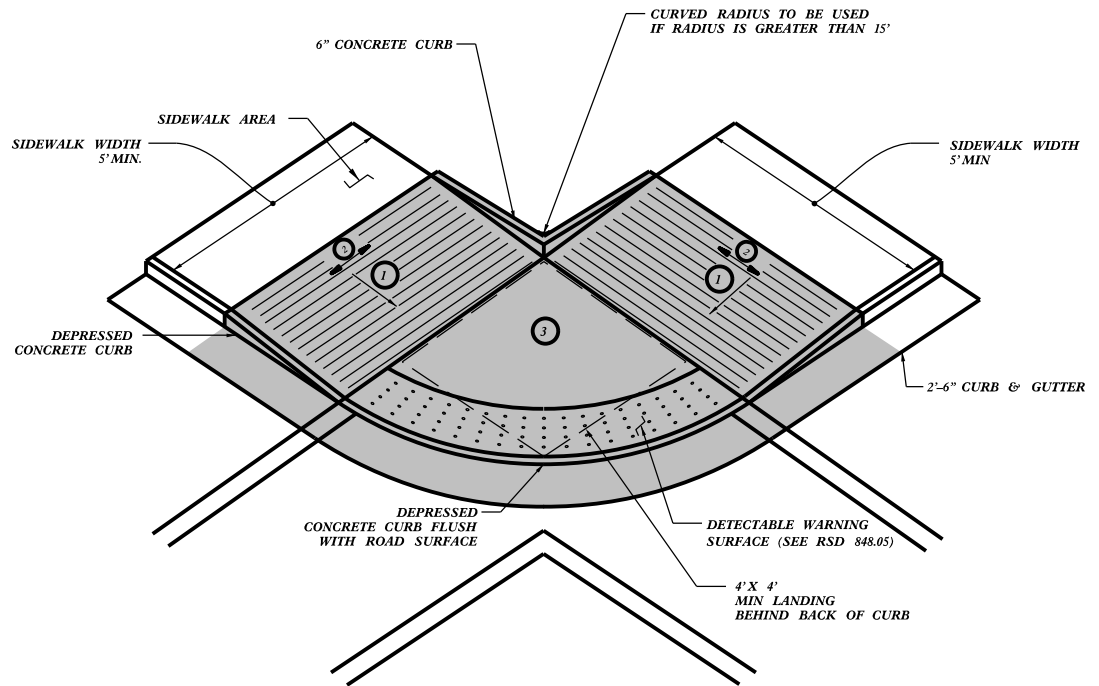 CURVED RADIUS TO BE USED
IF RADIUS IS GREATER THAN 15'
6" CONCRETE CURB
SIDEWALK AREA
SIDEWALK WIDTH
5' MIN.
SIDEWALK WIDTH
5' MIN
2
1
2
1
3
DEPRESSED
CONCRETE CURB
2'-6" CURB & GUTTER
DEPRESSED
CONCRETE CURB FLUSH
WITH ROAD SURFACE
DETECTABLE WARNING
SURFACE (SEE RSD 848.05)
4' X 4'
MIN LANDING
BEHIND BACK OF CURB